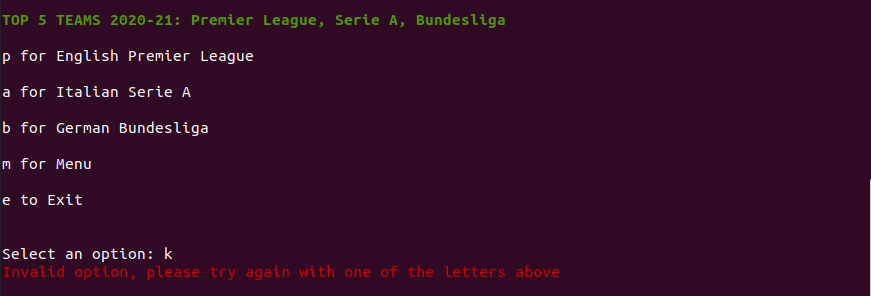 TOP 5 TEAMS 2020-21: Premier League, Serie A, Bundesliga
p for English Premier League
a for Italian Serie A
b for German Bundesliga
m for Menu
e to Exit
Select an option: k
Invalid option, please try again with one of the letters above